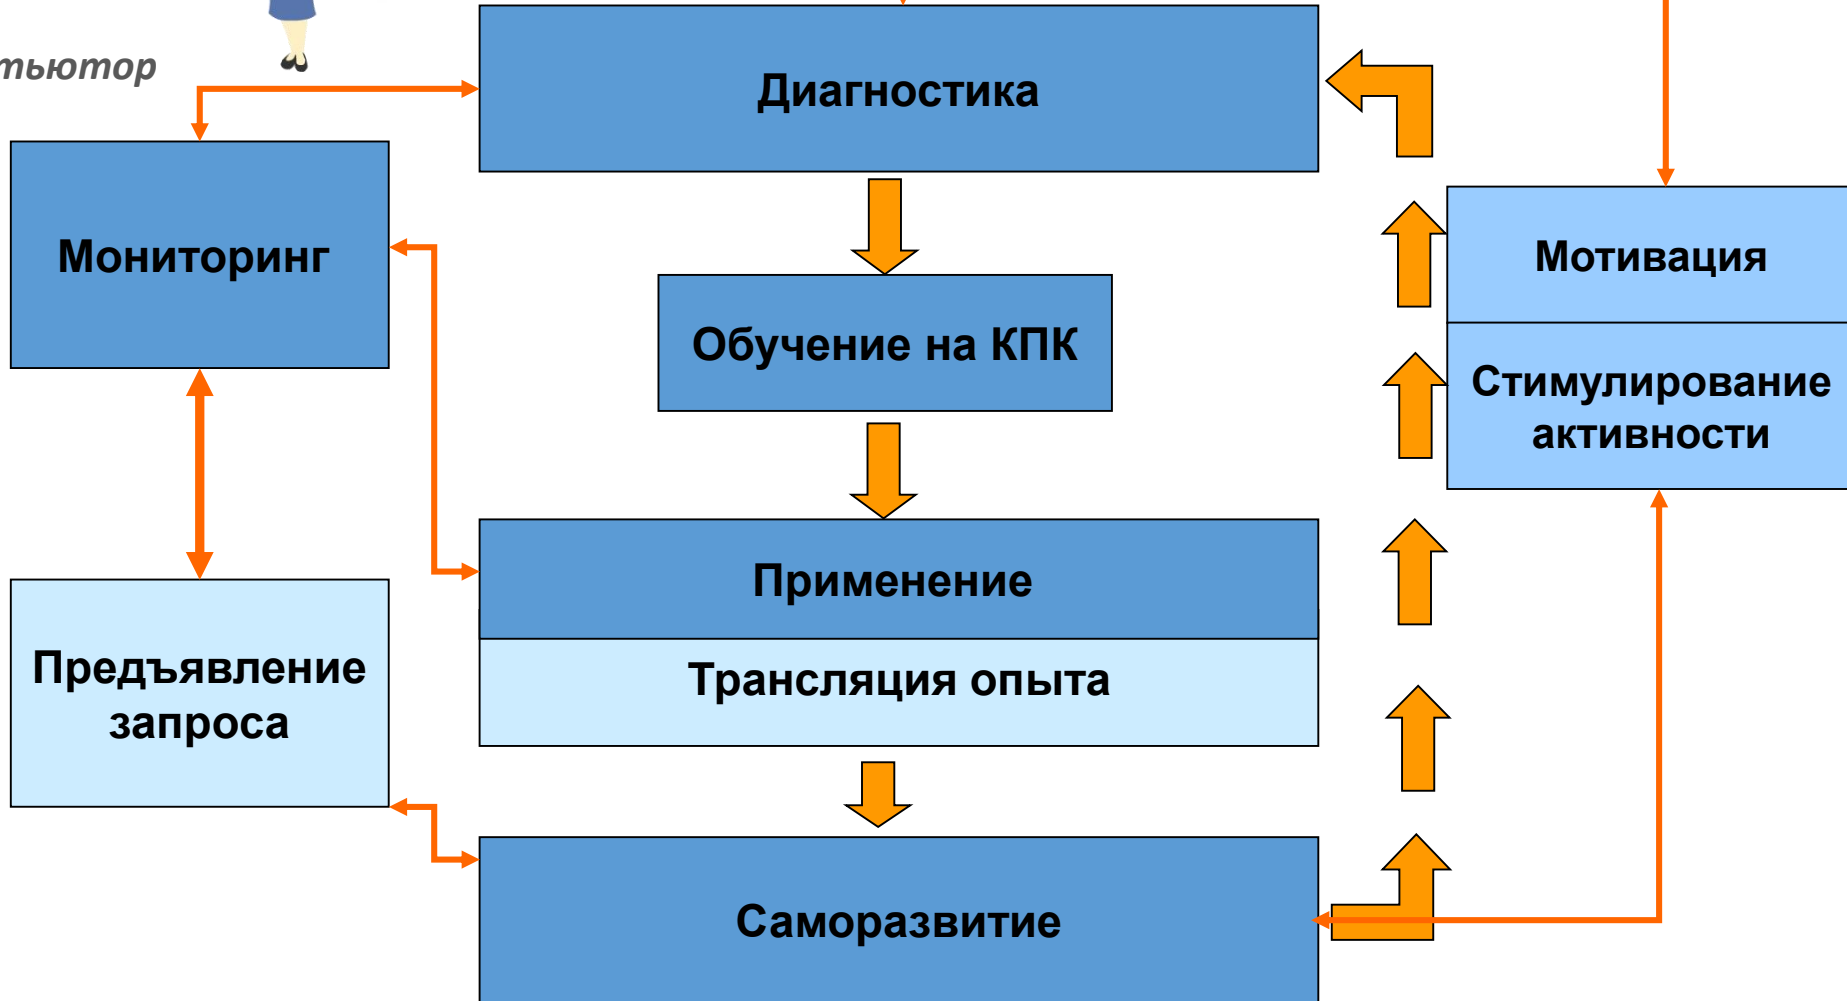 тьютор
Диагностика
Мониторинг
Мотивация
Обучение на КПК
Стимулирование
активности
Применение
Трансляция опыта
Предъявление
запроса
Саморазвитие